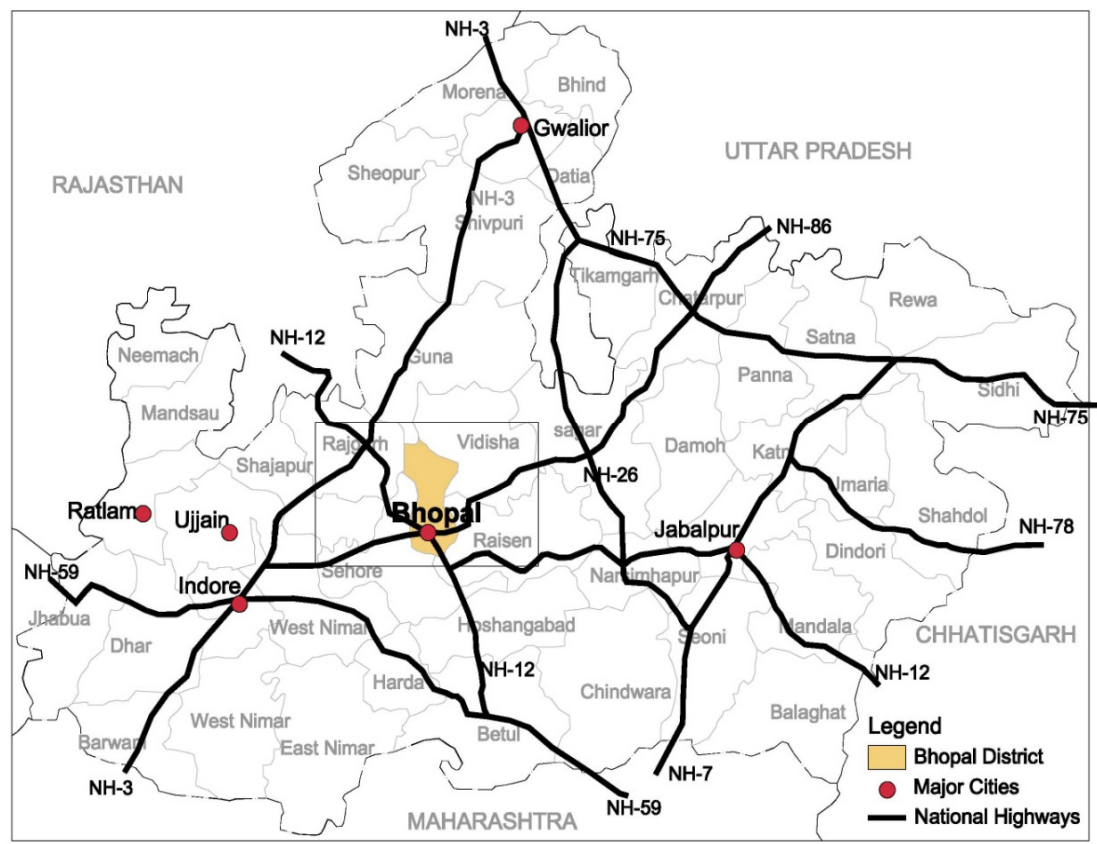 NH-3
Bhind
Morena
Gwalior
UTTAR PRADESH
Sheopur
Datia
RAJASTHAN
NH-3
Shivpuri
NH-86
NH-75
Tikamgarh
Chatarpur
Rewa
NH-12
Satna
Neemach
Guna
Panna
Sidhi
Mandsau
NH-75
Rajgarh
Vidisha
sagar
Damoh
Katni
Shajapur
NH-26
Umaria
Ratlam
Ujjain
Bhopal
Shahdol
Raisen
Jabalpur
NH-78
Dindori
NH-59
Sehore
Narsimhapur
Indore
Jhabua
West Nimar
Hoshangabad
Mandala
Seoni
CHHATISGARH
Dhar
NH-12
NH-12
Harda
Chindwara
Balaghat
West Nimar
Betul
Legend
Barwani
East Nimar
Bhopal District
NH-7
NH-3
Major Cities
NH-59
MAHARASHTRA
National Highways